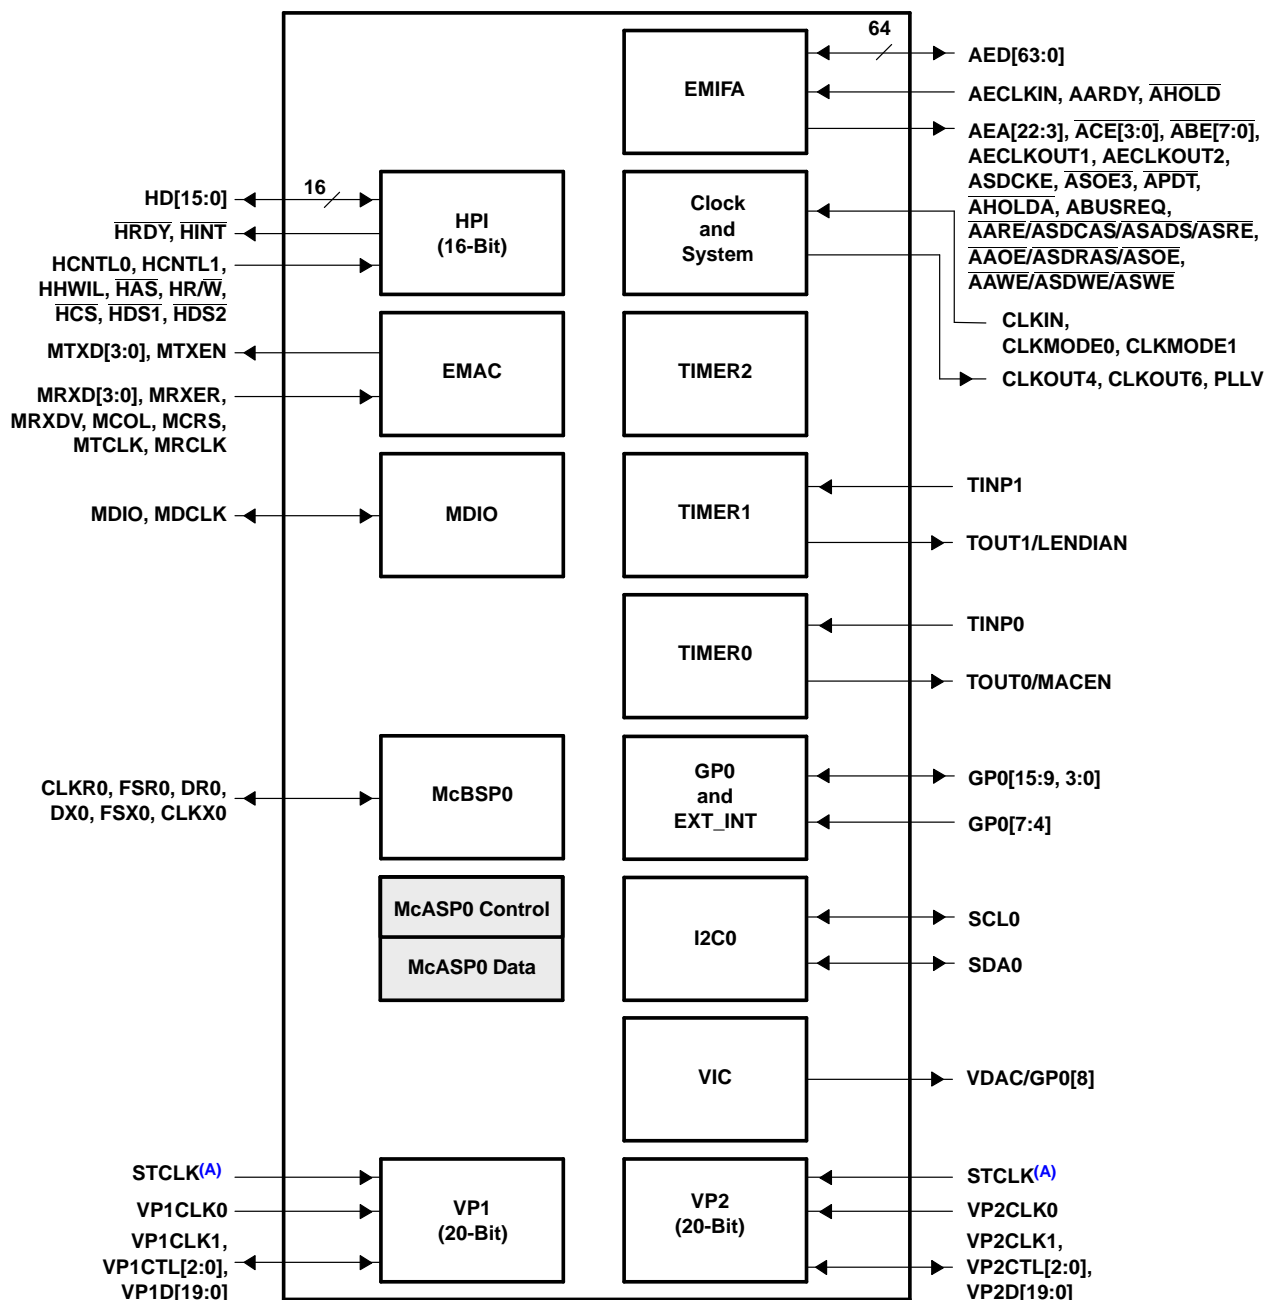 64
AED[63:0]
EMIFA
AECLKIN, AARDY, AHOLD
AEA[22:3], ACE[3:0], ABE[7:0],
AECLKOUT1, AECLKOUT2,
ASDCKE, ASOE3, APDT,
AHOLDA, ABUSREQ,
AARE/ASDCAS/ASADS/ASRE,
AAOE/ASDRAS/ASOE,
AAWE/ASDWE/ASWE
HD[15:0]
16
HRDY, HINT
HCNTL0, HCNTL1,
HHWIL, HAS, HR/W,
HCS, HDS1, HDS2
HPI
(16-Bit)
Clock
and
System
CLKIN,
CLKMODE0, CLKMODE1
CLKOUT4, CLKOUT6, PLLV
MTXD[3:0], MTXEN
MRXD[3:0], MRXER,
MRXDV, MCOL, MCRS,
MTCLK, MRCLK
EMAC
TIMER2
MDIO, MDCLK
MDIO
TIMER1
TINP1
TOUT1/LENDIAN
TIMER0
TINP0
TOUT0/MACEN
CLKR0, FSR0, DR0,
DX0, FSX0, CLKX0
McBSP0
GP0
and
EXT_INT
GP0[15:9, 3:0]
GP0[7:4]
McASP0 Control
McASP0 Data
I2C0
SCL0
SDA0
VIC
VDAC/GP0[8]
STCLK(A)
VP1CLK0
VP1CLK1,
VP1CTL[2:0],
VP1D[19:0]
VP1
(20-Bit)
VP2
(20-Bit)
STCLK(A)
VP2CLK0
VP2CLK1,
VP2CTL[2:0],
VP2D[19:0]